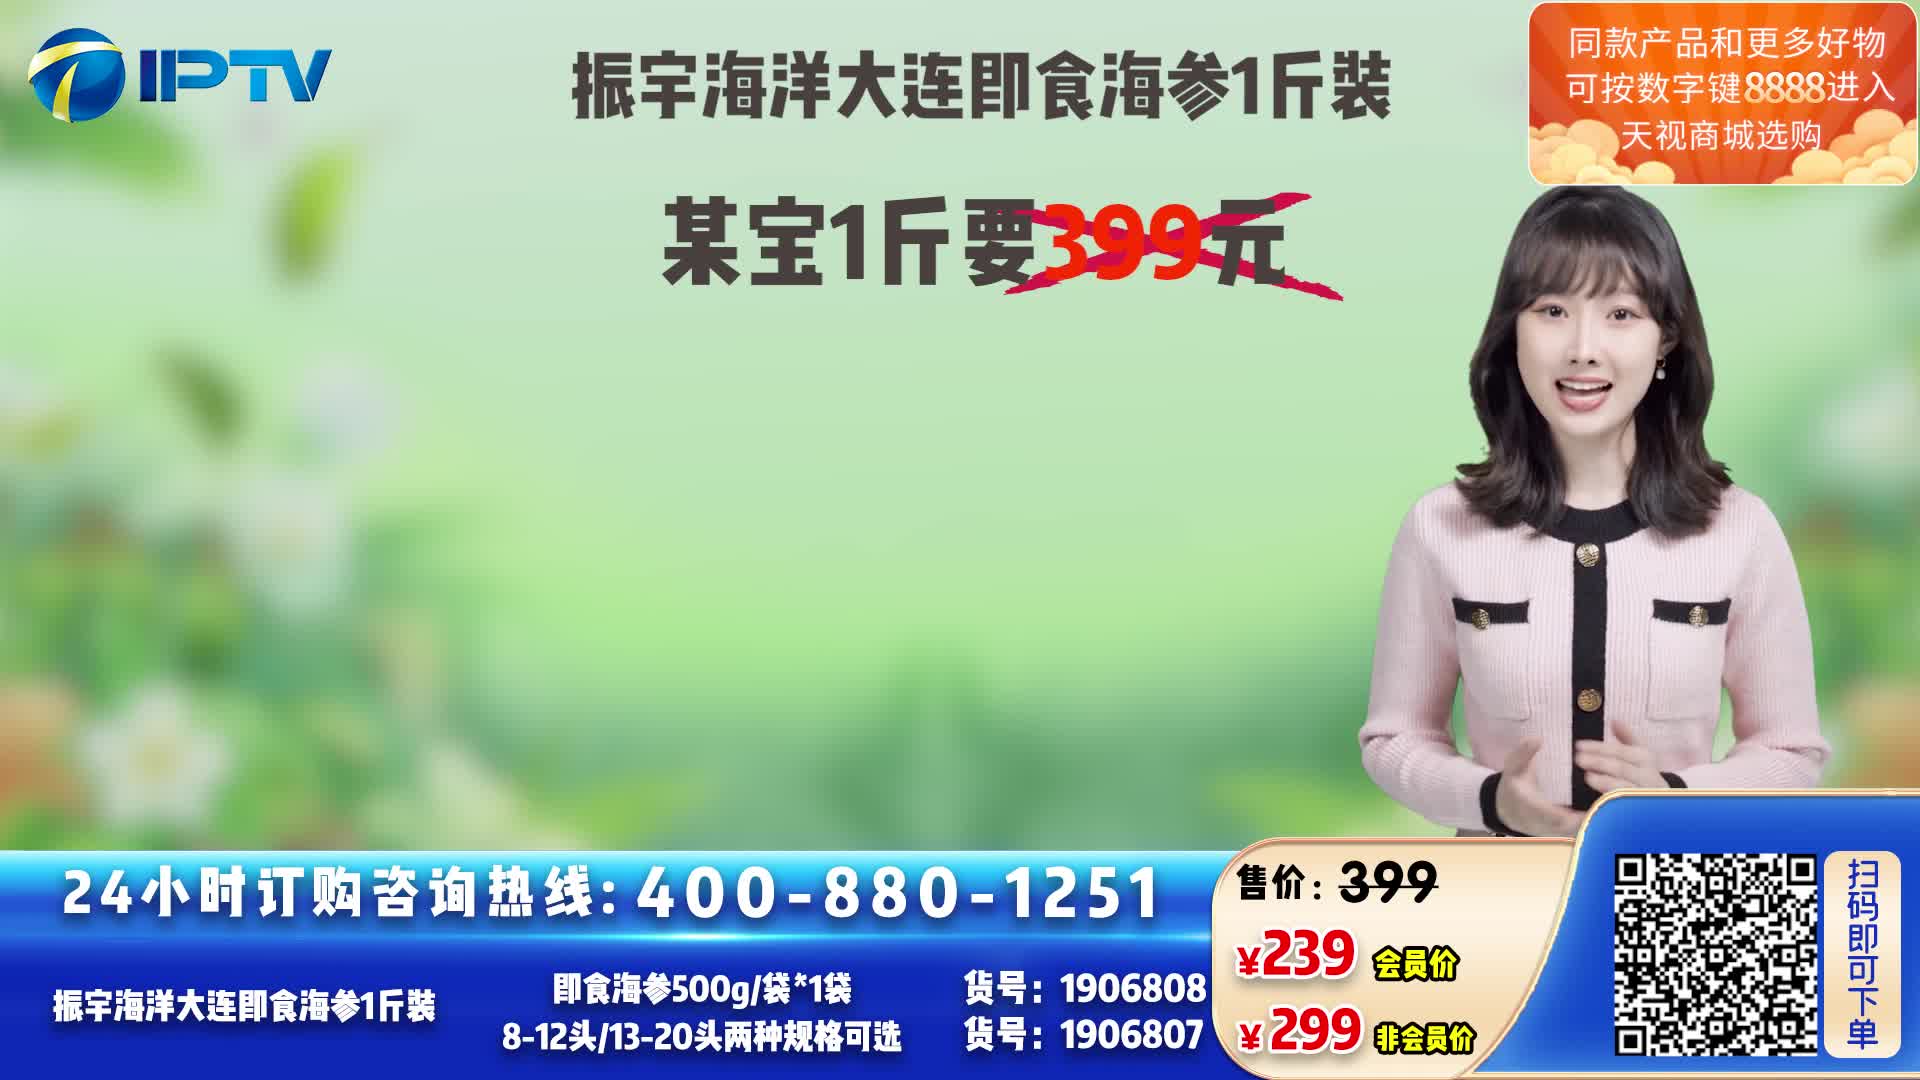 IPTV
振宇海洋大连即食海参1斤装
同款产品和更多好物
可按数字键8888进入
天视商城选购
某宝1斤要399元
24小时订购咨询热线:400-880-1251
振宇海洋大连即食海参1斤装
即食海参500g/袋*1袋
8-12头/13-20头两种规格可选
货号：1906808
货号：1906807
售价：399
¥239 会员价
¥299 非会员价
扫码即可下单